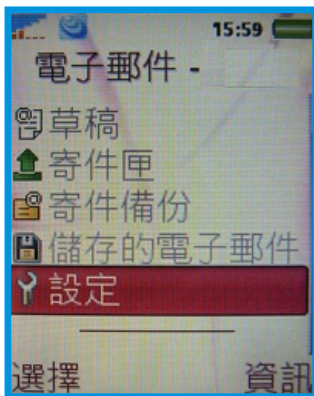 15:59
電子郵件 -
草稿
寄件匣
寄件備份
儲存的電子郵件
設定
選擇 資訊